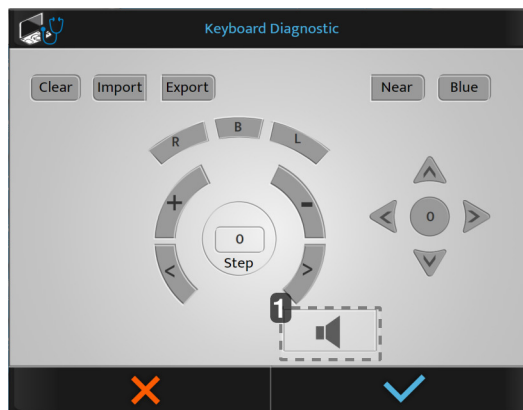 Keyboard Diagnostic
Clear Import Export Near Blue
R B L
+ -
0
0
Step
< >
1